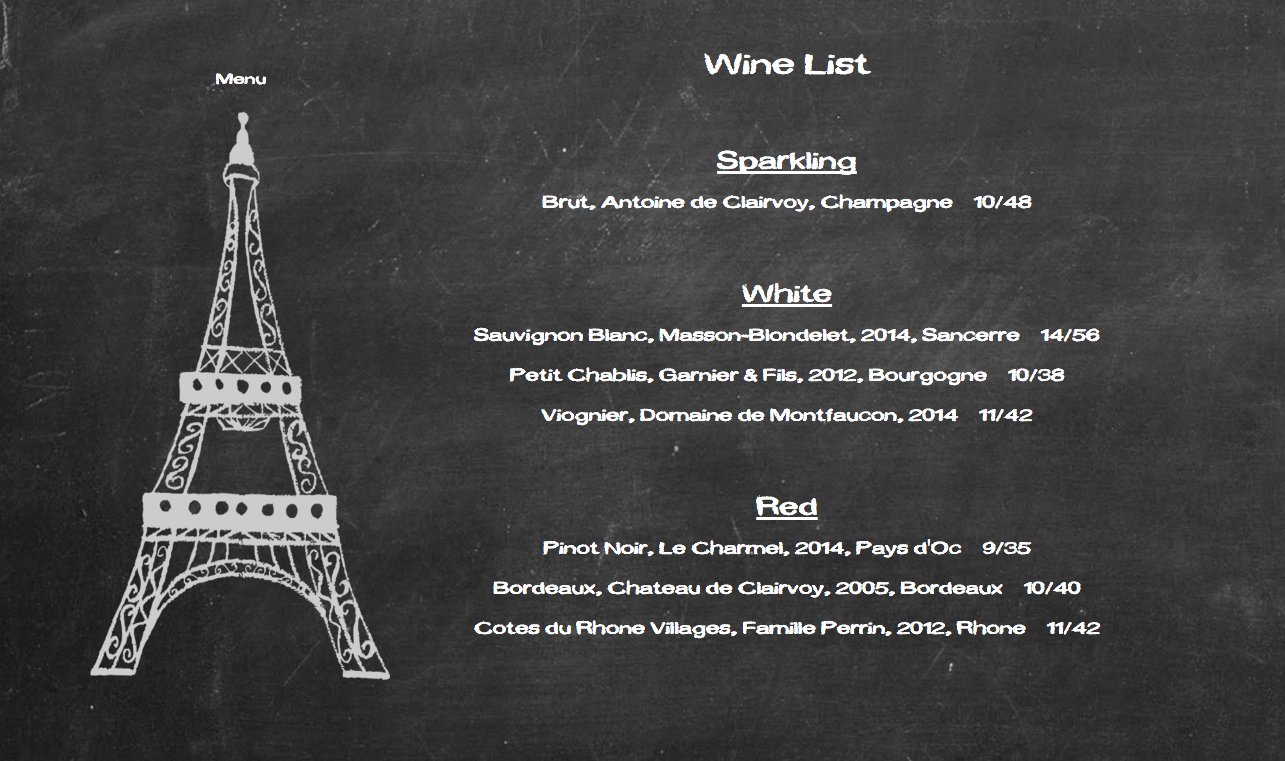 Menu
Wine List
Sparkling
Brut, Antoine de Clairvoy, Champagne 10/48
White
Sauvignon Blanc, Masson-Blondelet, 2014, Sancerre 14/56
Petit Chablis, Garnier & Fils, 2012, Bourgogne 10/38
Viognier, Domaine de Montfaucon, 2014 11/42
Red
Pinot Noir, Le Charmel, 2014, Pays d'Oc 9/35
Bordeaux, Chateau de Clairvoy, 2005, Bordeaux 10/40
Cotes du Rhone Villages, Famille Perrin, 2012, Rhone 11/42